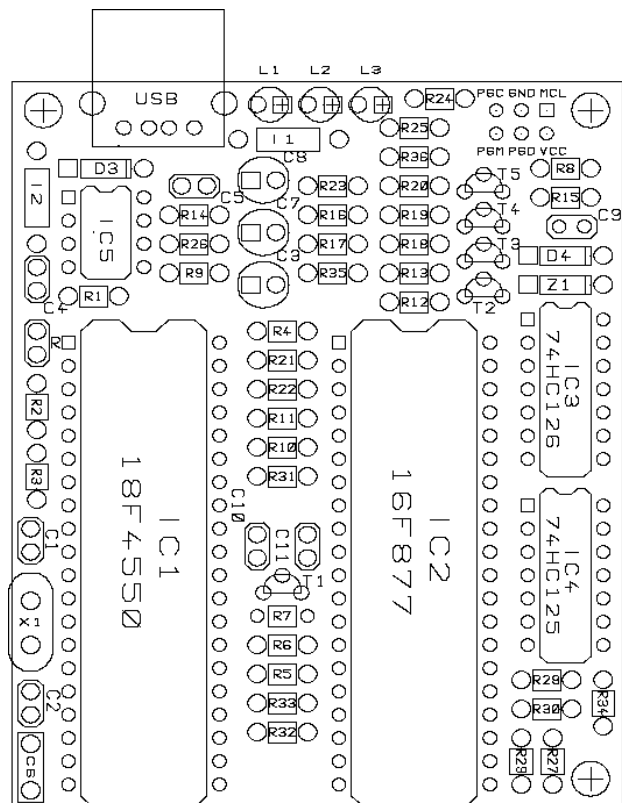 L1 L2 L3
USB
R24
PGC GND MCL
PGM PGD VCC
I1
R25
C8
R36
D3
I2
IC5
C5
R14
R26
R9
R1
C4
C7
C3
R23
R16
R17
R35
R20
R19
R18
R13
R12
T5
T4
T3
T2
R8
R15
C9
D4
Z1
R
R2
R3
C1
X1
C2
C6
IC1
18F4550
R4
R21
R22
R11
R10
R31
C10
C11
T1
R7
R6
R5
R33
R32
IC2
16F877
IC3
74HC126
IC4
74HC125
R29
R30
R34
R27